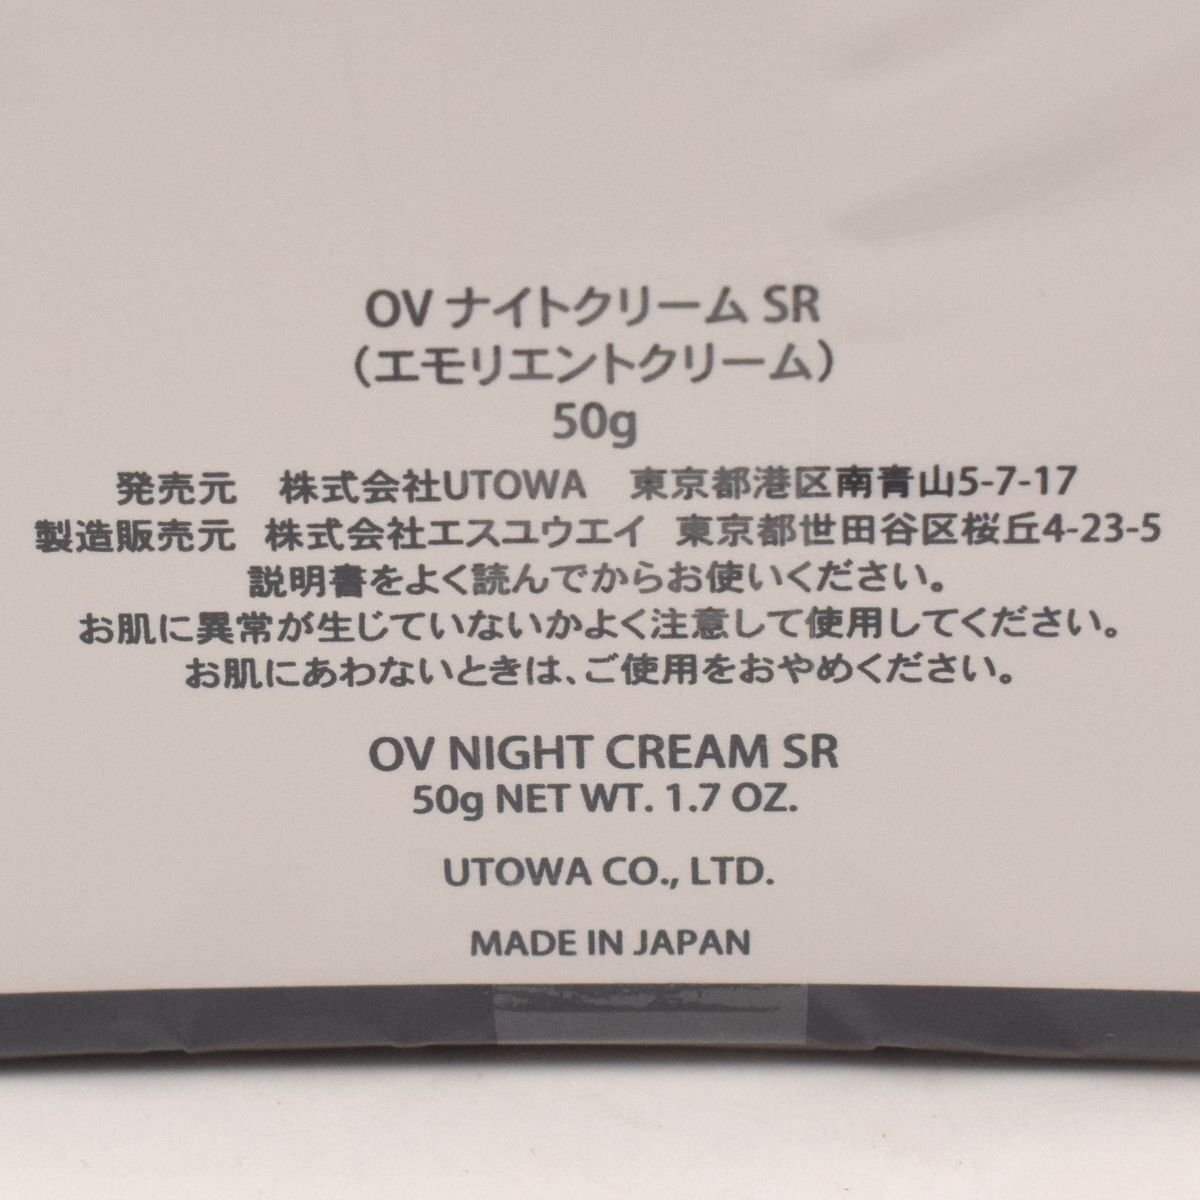 OV ナイトクリーム SR
（エモリエントクリーム）
50g
発売元　株式会社UTOWA　東京都港区南青山5-7-17
製造販売元　株式会社エスユウエイ　東京都世田谷区桜丘4-23-5
説明書をよく読んでからお使いください。
お肌に異常が生じていないかよく注意して使用してください。
お肌にあわないときは、ご使用をおやめください。
OV NIGHT CREAM SR
50g NET WT. 1.7 OZ.
UTOWA CO., LTD.
MADE IN JAPAN